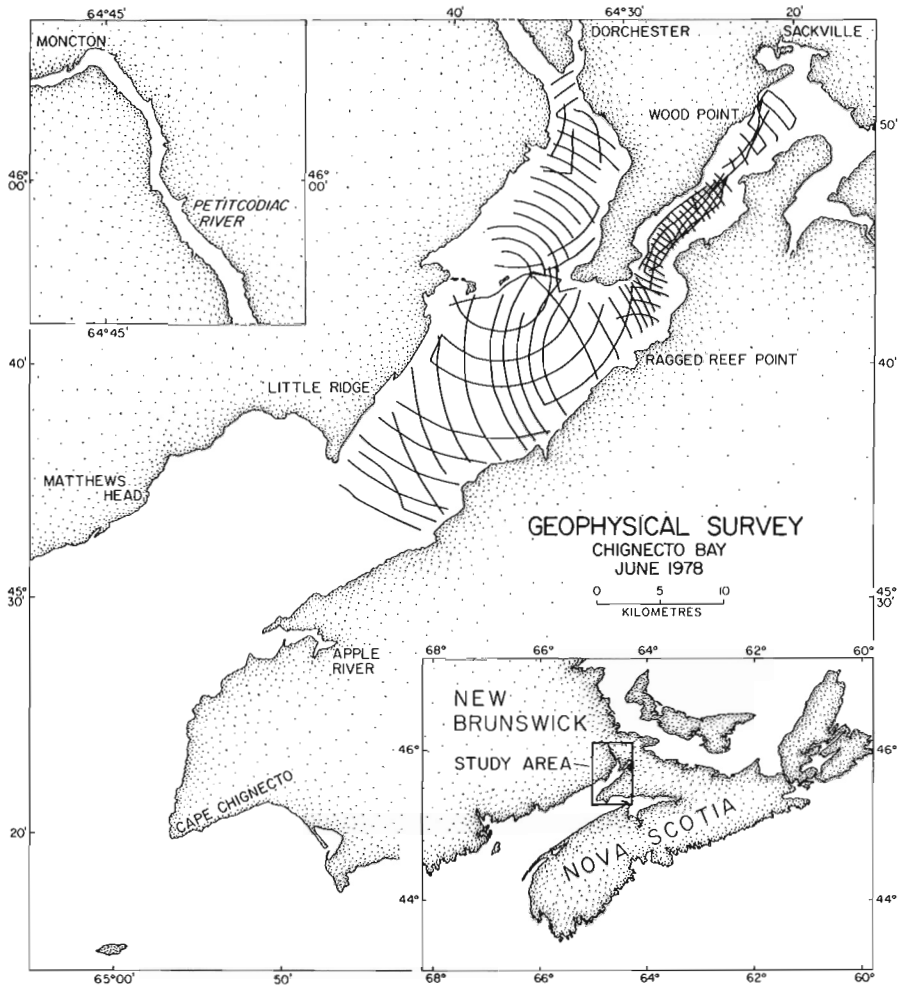 64°45'
40'
64°30'
20'
MONCTON
DORCHESTER
SACKVILLE
WOOD POINT
50'
46°
00'
46°
00'
PETITCODIAC
RIVER
64°45'
40'
40'
RAGGED REEF POINT
LITTLE RIDGE
MATTHEWS
HEAD
GEOPHYSICAL SURVEY
CHIGNECTO BAY
JUNE 1978
0 5 10
KILOMETRES
45°
30'
45°
30'
APPLE
RIVER
68° 66° 64° 62° 60°
NEW
BRUNSWICK
46°
46°
STUDY AREA
CAPE CHIGNECTO
20'
NOVA SCOTIA
44°
44°
65°00'
50'
68° 66° 64° 62° 60°